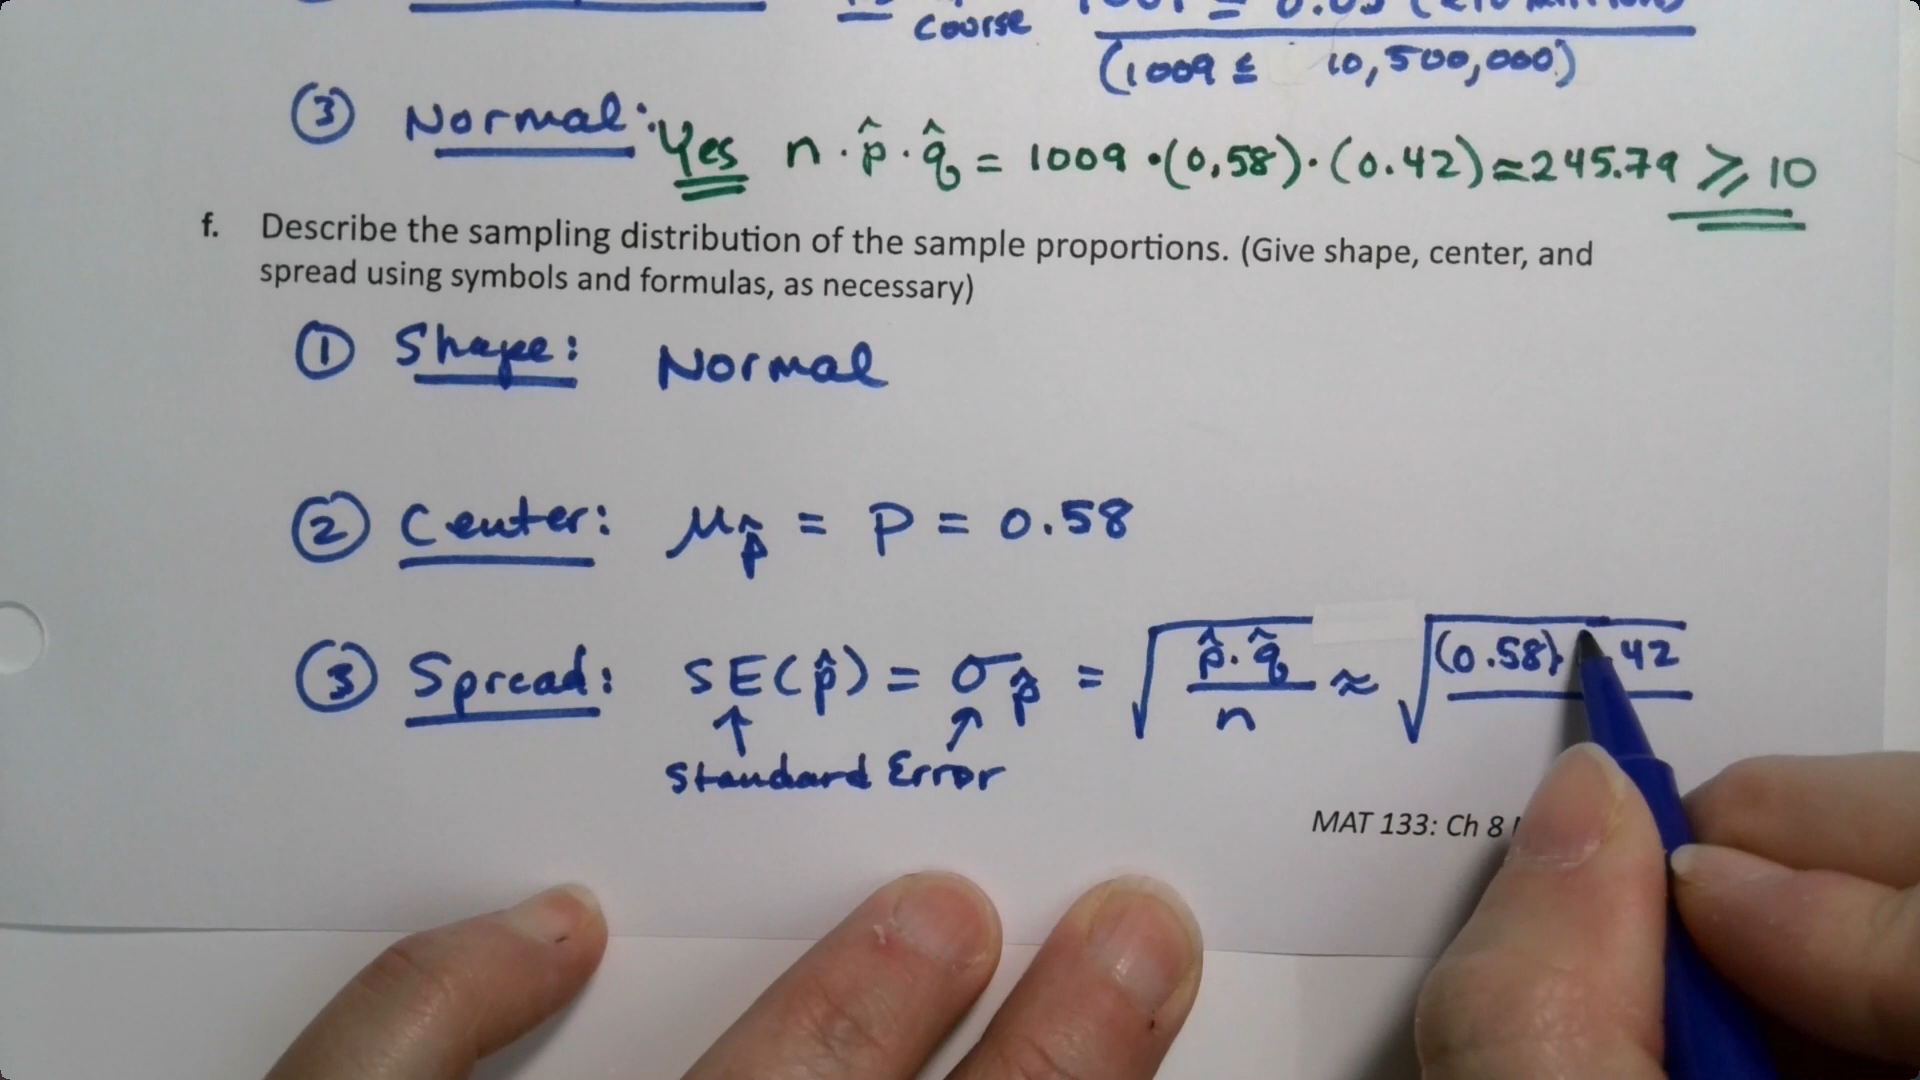 course
(1009 ≤ 10,500,000)
③ Normal: Yes n · p̂ · q̂ = 1009 · (0.58) · (0.42) ≈ 245.79 ≥ 10
f. Describe the sampling distribution of the sample proportions. (Give shape, center, and
spread using symbols and formulas, as necessary)
① Shape: Normal
② Center: μp̂ = P = 0.58
③ Spread: SE(p̂) = σp̂ = √(p̂·q̂/n) ≈ √(0.58) .42
↑ ↑
Standard Error
MAT 133: Ch 8